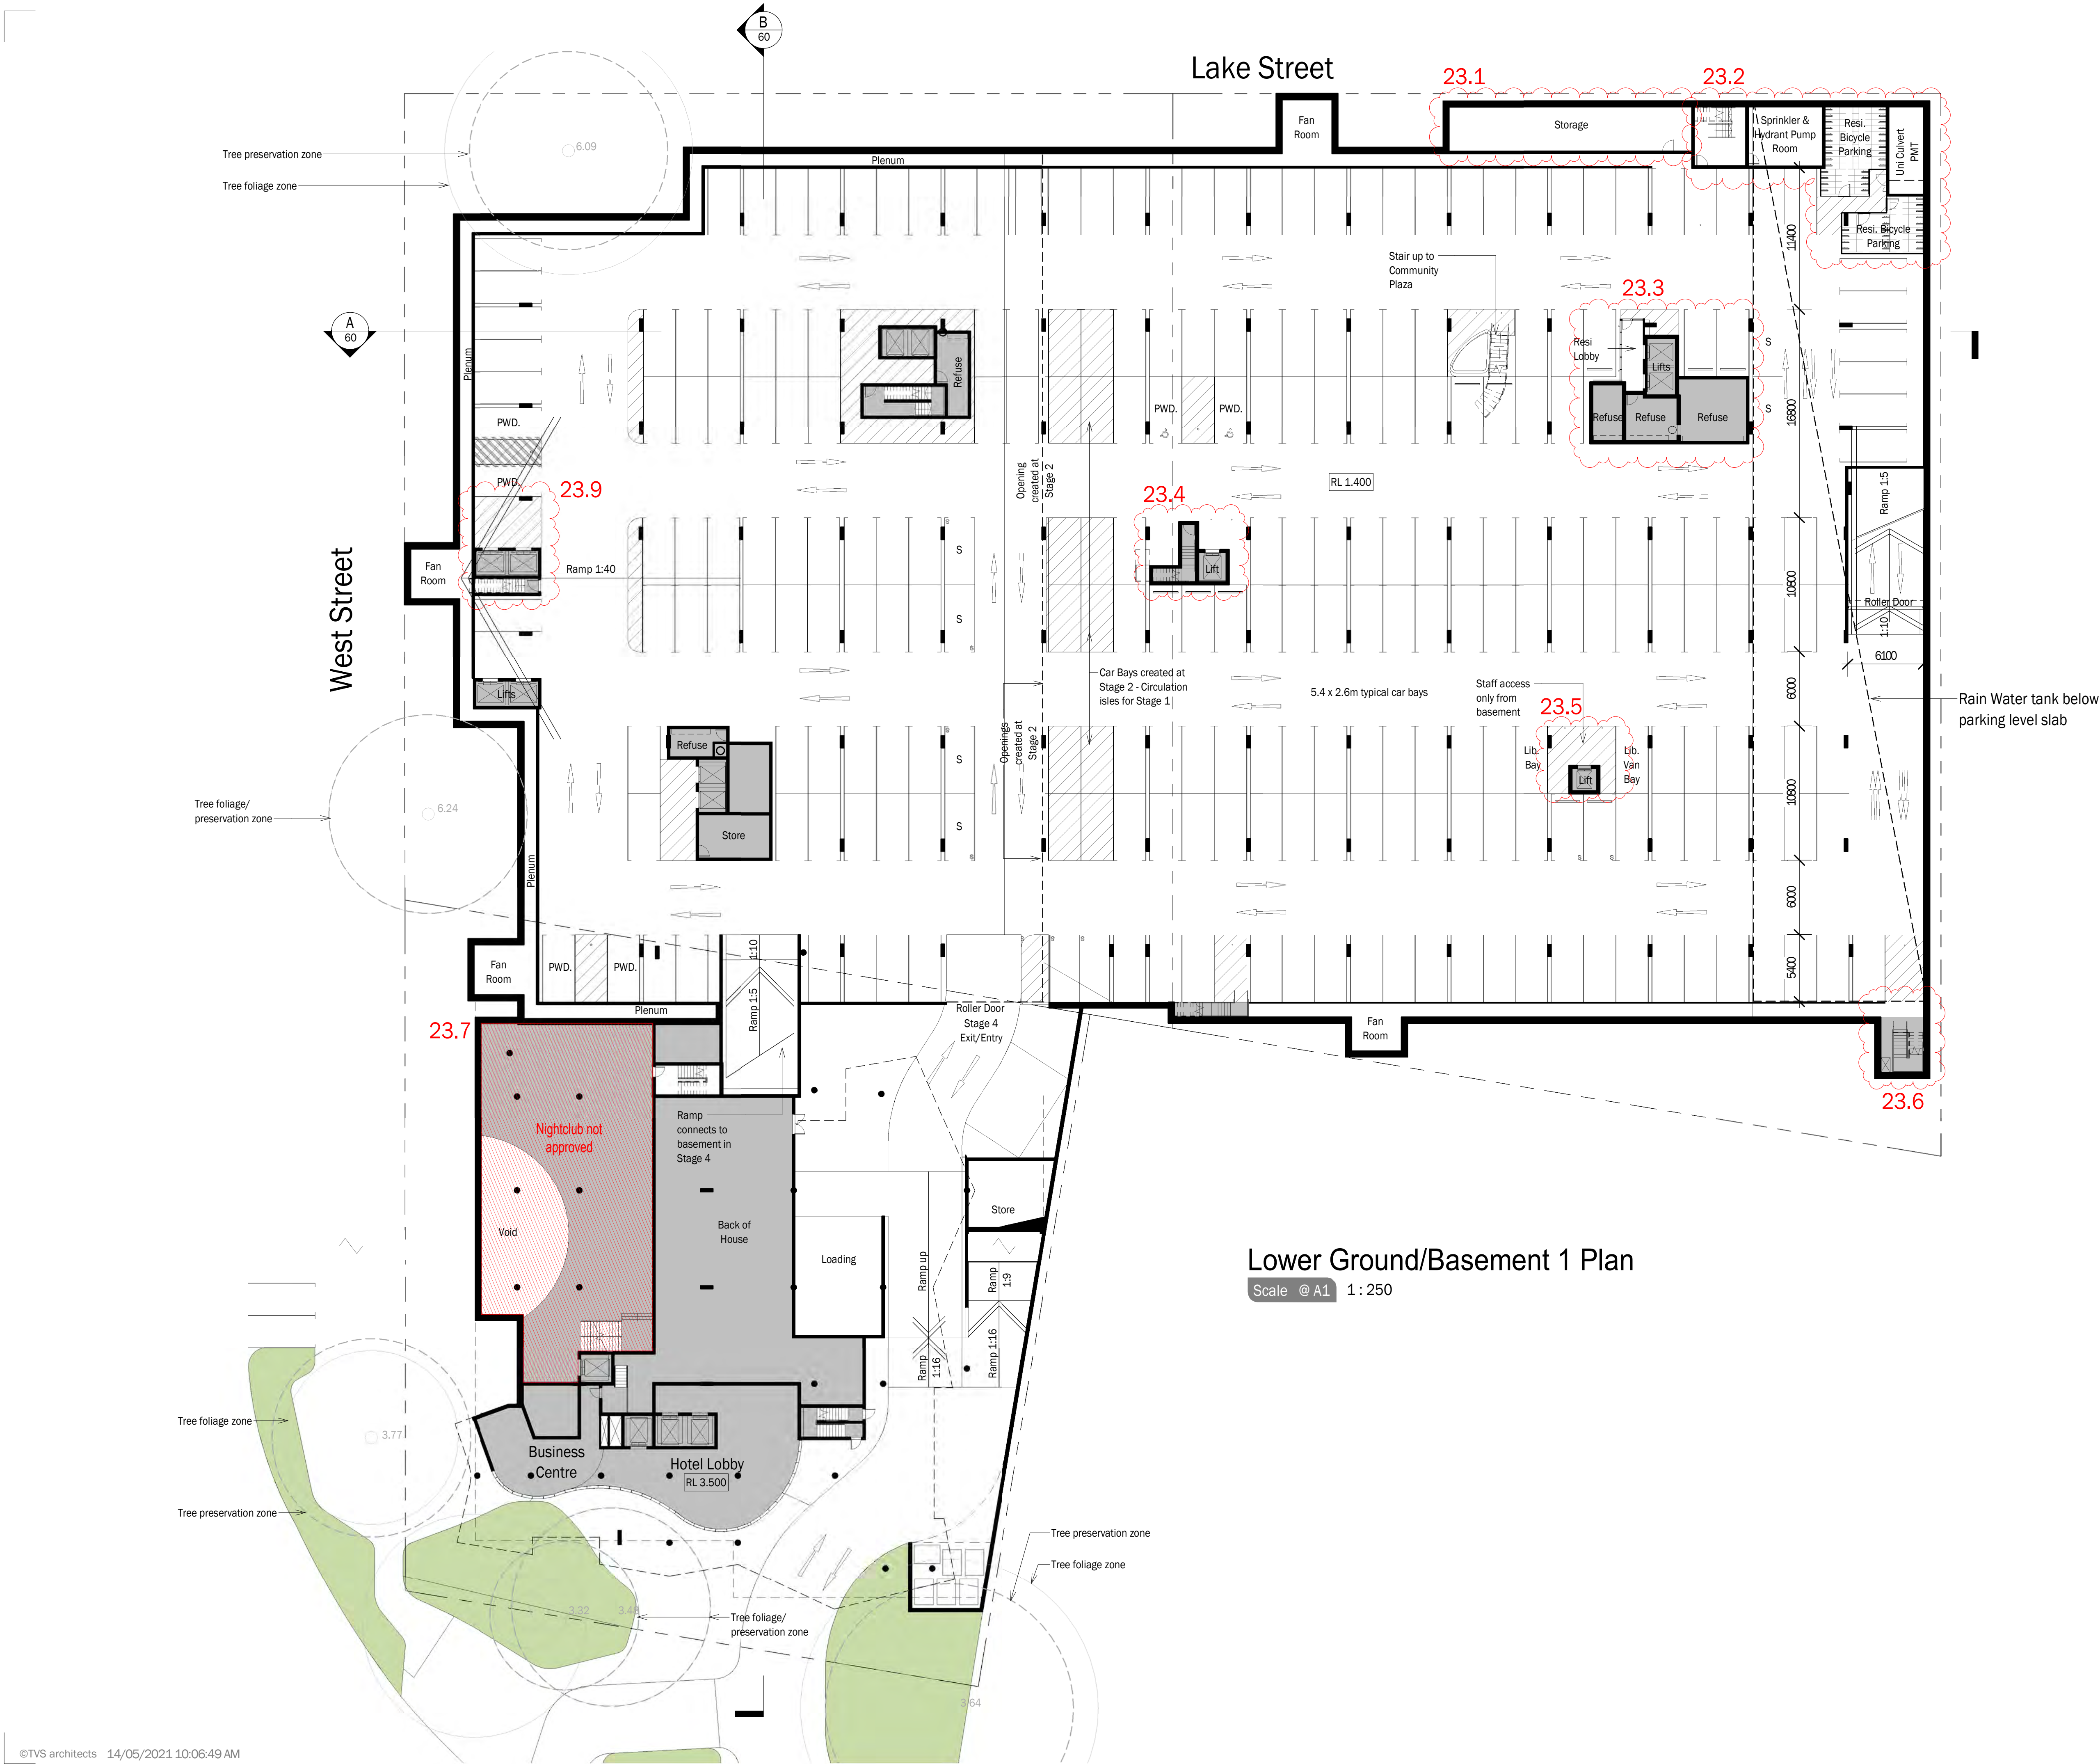 B
60
Lake Street
23.1
23.2
Fan
Room
Storage
Sprinkler &
Hydrant Pump
Room
Resi.
Bicycle
Parking
Uni Culvert
PMT
6.09
Tree preservation zone
Plenum
Tree foliage zone
11400
Resi. Bicycle
Parking
Stair up to
Community
Plaza
23.3
A
60
Plenum
Refuse
Resi
Lobby
Lifts
S
PWD.
PWD.
PWD.
Refuse
Refuse
Refuse
S
16800
PWD.
23.9
Opening
created at
Stage 2
RL 1.400
23.4
Ramp 1:5
West Street
Fan
Room
Ramp 1:40
S
Lift
10800
Roller Door
1:10
S
6100
Car Bays created at
Stage 2 - Circulation
isles for Stage 1
Lifts
5.4 x 2.6m typical car bays
Staff access
only from
basement
23.5
6000
Rain Water tank below
parking level slab
Refuse
Openings
created at
Stage 2
S
Lib.
Bay
Lift
Lib.
Van
Bay
10800
Tree foliage/
preservation zone
6.24
Store
S
Plenum
6000
Fan
Room
PWD.
PWD.
1:10
5400
Ramp 1:5
Plenum
Roller Door
Stage 4
Exit/Entry
Fan
Room
23.7
23.6
Ramp
connects to
basement in
Stage 4
Nightclub not
approved
Void
Back of
House
Loading
Store
Ramp up
Ramp
1:9
Ramp
1:16
Ramp 1:16
Lower Ground/Basement 1 Plan
Scale @ A1 1 : 250
Tree foliage zone
3.77
Business
Centre
Hotel Lobby
RL 3.500
Tree preservation zone
Tree preservation zone
Tree foliage zone
3.32
Tree foliage/
preservation zone
3.64
©TVS architects 14/05/2021 10:06:49 AM